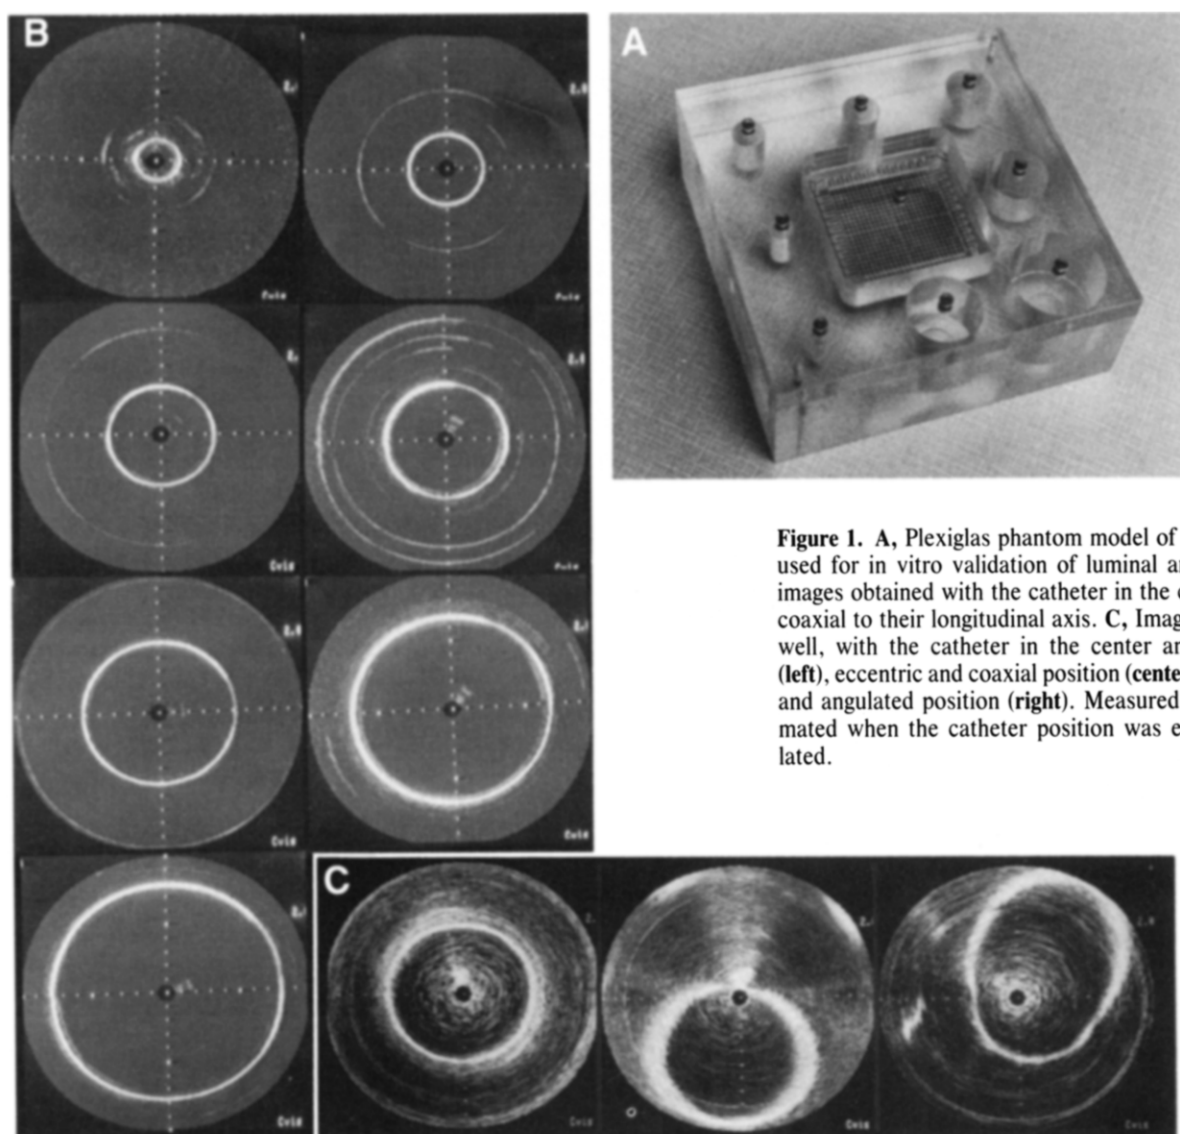 B
A
Figure 1. A, Plexiglas phantom model of
used for in vitro validation of luminal
images obtained with the catheter in the
coaxial to their longitudinal axis. C, Imag
well, with the catheter in the center
(left), eccentric and coaxial position (cente
and angulated position (right). Measured
mated when the catheter position was
lated.
C